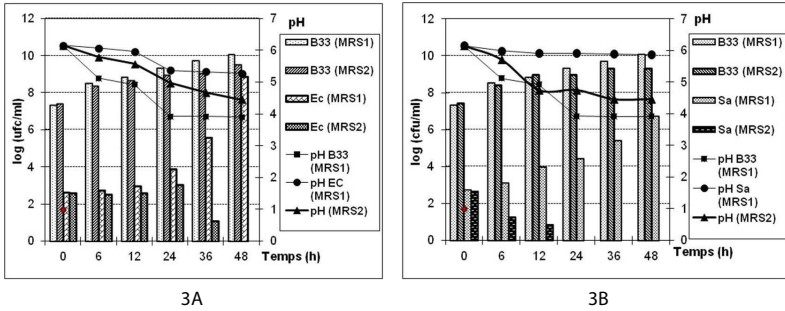 12
10
8
6
4
2
0
log (ufc/ml)
0 6 12 24 36 48
Temps (h)
pH
7
6
5
4
3
2
1
0
B33 (MRS1)
B33 (MRS2)
Ec (MRS1)
Ec (MRS2)
pH B33
(MRS1)
pH EC
(MRS1)
pH (MRS2)
3A
12
10
8
6
4
2
0
log (cfu/ml)
0 6 12 24 36 48
Temps (h)
pH
7
6
5
4
3
2
1
0
B33 (MRS1)
B33 (MRS2)
Sa (MRS1)
Sa (MRS2)
pH B33
(MRS1)
pH Sa
(MRS1)
pH (MRS2)
3B